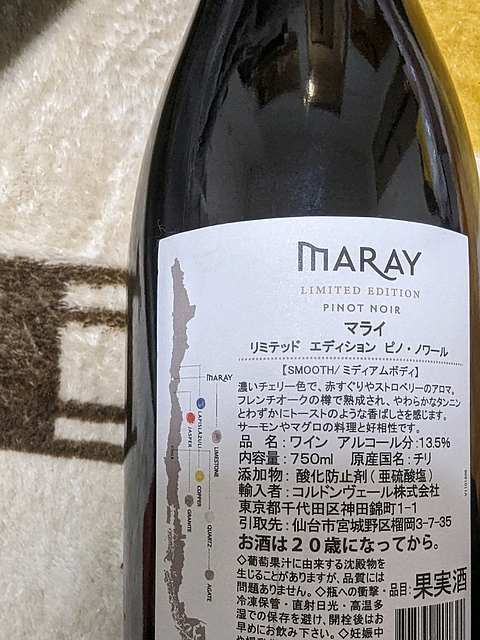 MARAY
LIMITED EDITION
PINOT NOIR
マライ
リミテッド エディション ピノ・ノワール
【SMOOTH/ミディアムボディ】
濃いチェリー色で、赤すぐりやストロベリーのアロマ。
フレンチオークの樽で熟成され、やわらかなタンニン
とわずかにトーストのような香ばしさを感じます。
サーモンやマグロの料理と好相性です。
品 名:ワイン アルコール分:13.5%
内容量:750ml 原産国名:チリ
添加物:酸化防止剤(亜硫酸塩)
輸入者:コルドンヴェール株式会社
東京都千代田区神田錦町1-1
引取先:仙台市宮城野区榴岡3-7-35
お酒は20歳になってから。
◇葡萄果汁に由来する沈殿物を
生じることがありますが、品質には
問題ありません。◇瓶への衝撃・
冷凍保管・直射日光・高温多
湿での保存を避け、開栓後はお
早めにお飲み下さい。◇妊娠中
品目:果実酒
MARAY
LAPISLÁZULI
JASPER
LIMESTONE
COPPER
GRANITE
QUARTZ
AGATE